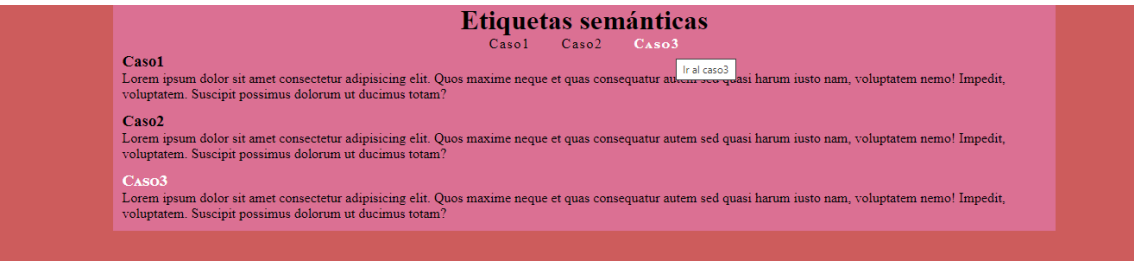 Etiquetas semánticas
Caso1 Caso2 Caso3
Ir al caso3
Caso1
Lorem ipsum dolor sit amet consectetur adipisicing elit. Quos maxime neque et quas consequatur autem sed quasi harum iusto nam, voluptatem nemo! Impedit,
voluptatem. Suscipit possimus dolorum ut ducimus totam?
Caso2
Lorem ipsum dolor sit amet consectetur adipisicing elit. Quos maxime neque et quas consequatur autem sed quasi harum iusto nam, voluptatem nemo! Impedit,
voluptatem. Suscipit possimus dolorum ut ducimus totam?
Caso3
Lorem ipsum dolor sit amet consectetur adipisicing elit. Quos maxime neque et quas consequatur autem sed quasi harum iusto nam, voluptatem nemo! Impedit,
voluptatem. Suscipit possimus dolorum ut ducimus totam?